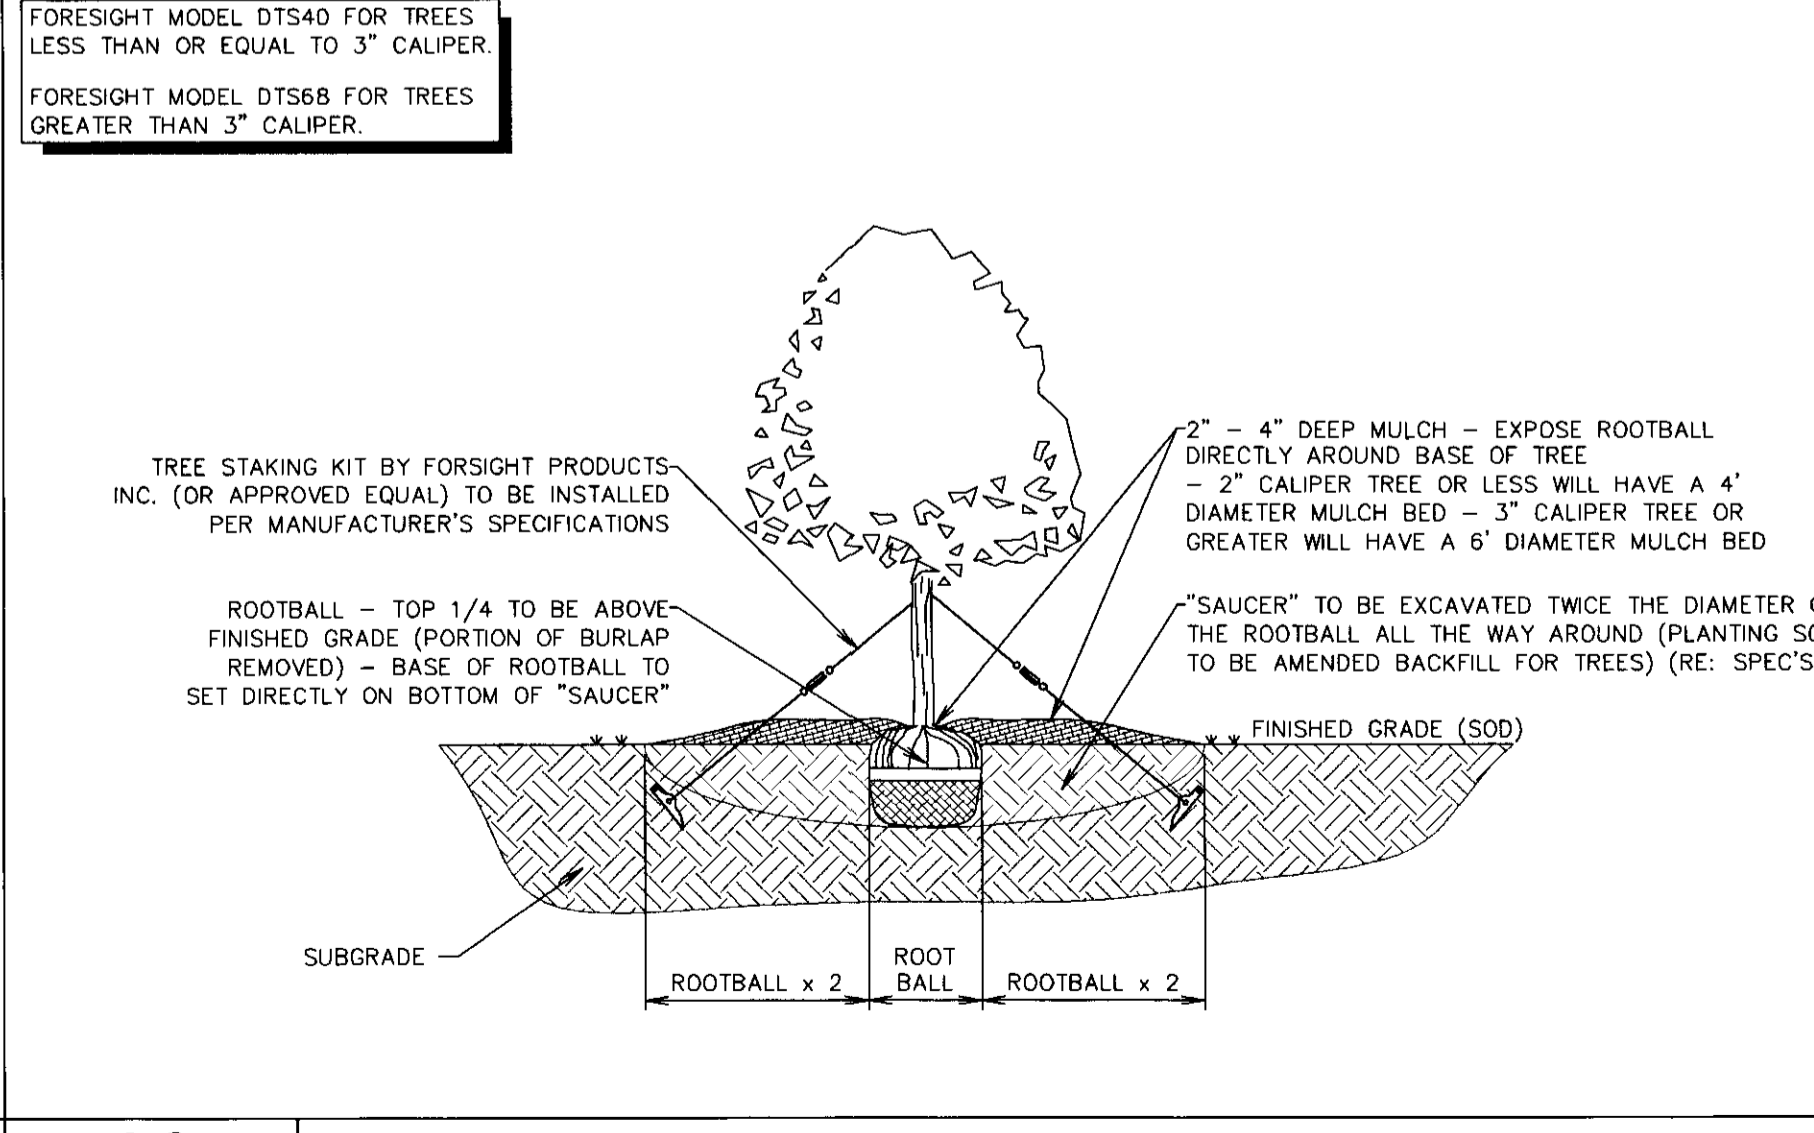 FORESIGHT MODEL DTS40 FOR TREES
LESS THAN OR EQUAL TO 3" CALIPER.
FORESIGHT MODEL DTS68 FOR TREES
GREATER THAN 3" CALIPER.
TREE STAKING KIT BY FORSIGHT PRODUCTS
INC. (OR APPROVED EQUAL) TO BE INSTALLED
PER MANUFACTURER'S SPECIFICATIONS
ROOTBALL - TOP 1/4 TO BE ABOVE
FINISHED GRADE (PORTION OF BURLAP
REMOVED) - BASE OF ROOTBALL TO
SET DIRECTLY ON BOTTOM OF "SAUCER"
2" - 4" DEEP MULCH - EXPOSE ROOTBALL
DIRECTLY AROUND BASE OF TREE
- 2" CALIPER TREE OR LESS WILL HAVE A 4'
DIAMETER MULCH BED - 3" CALIPER TREE OR
GREATER WILL HAVE A 6' DIAMETER MULCH BED
"SAUCER" TO BE EXCAVATED TWICE THE DIAMETER
THE ROOTBALL ALL THE WAY AROUND (PLANTING
TO BE AMENDED BACKFILL FOR TREES) (RE: SPEC'S
FINISHED GRADE (SOD)
SUBGRADE
ROOTBALL x 2
ROOT
BALL
ROOTBALL x 2